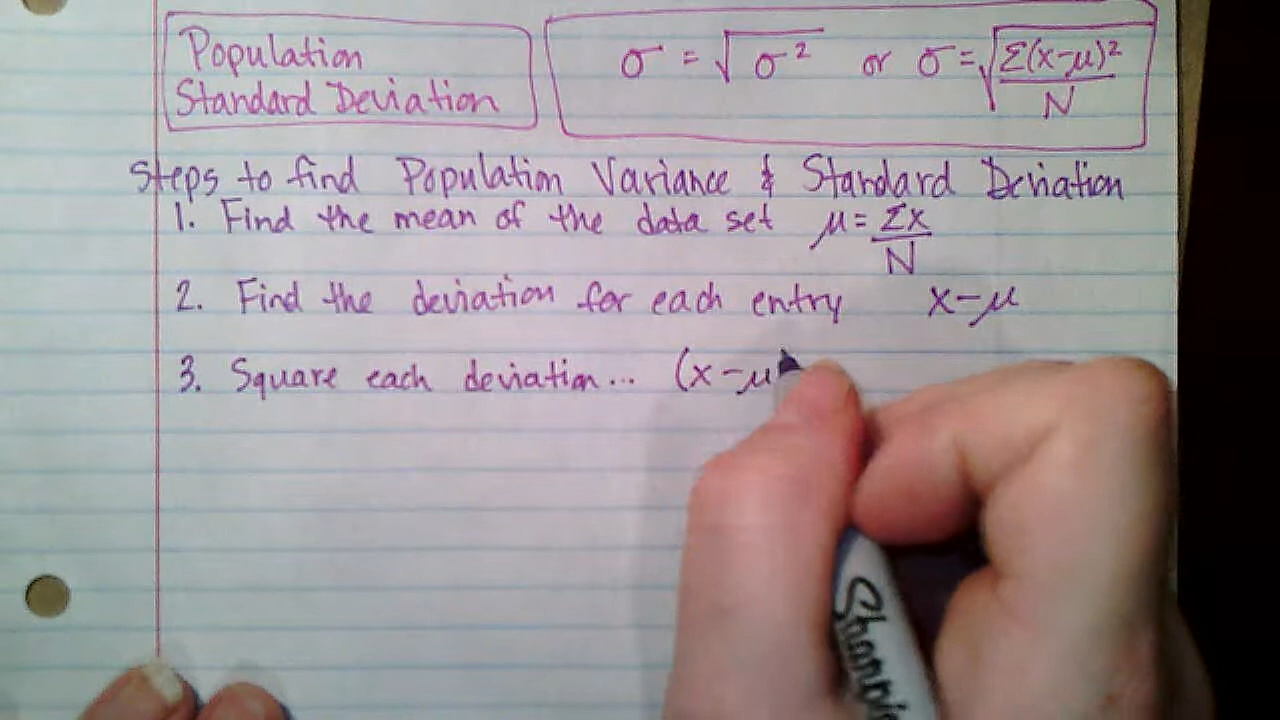 Population
Standard Deviation
σ = √σ² or σ = √Σ(x-μ)²/N
Steps to find Population Variance & Standard Deviation
1. Find the mean of the data set μ = Σx/N
2. Find the deviation for each entry x-μ
3. Square each deviation... (x-μ)
Sharpie